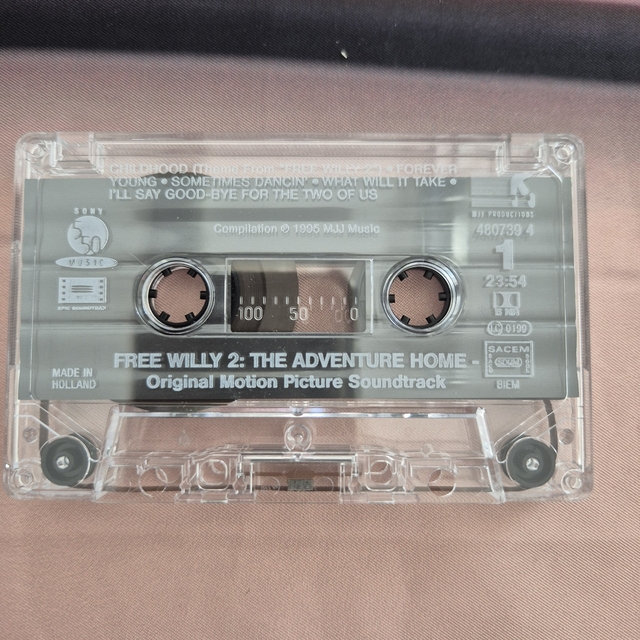 CHILDHOOD (Theme From "FREE WILLY 2") • FOREVER
YOUNG • SOMETIMES DANCIN' • WHAT WILL IT TAKE •
I'LL SAY GOOD-BYE FOR THE TWO OF US
SONY
MUSIC
Compilation ℗ 1995 MJJ Music
MJJ PRODUCTIONS
480739 4
1
23:54
100 50 0
FREE WILLY 2: THE ADVENTURE HOME -
Original Motion Picture Soundtrack
MADE IN
HOLLAND
SACEM
BIEM